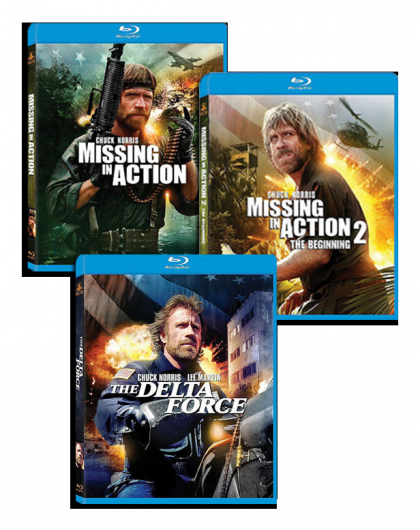 Blu-ray Disc
CHUCK NORRIS
MISSING
IN ACTION
MISSING IN ACTION
Blu-ray Disc
CHUCK NORRIS
MISSING
IN ACTION 2
THE BEGINNING
MISSING IN ACTION 2 THE BEGINNING
Blu-ray Disc
CHUCK NORRIS LEE MARVIN
THE DELTA
FORCE
THE DELTA
FORCE